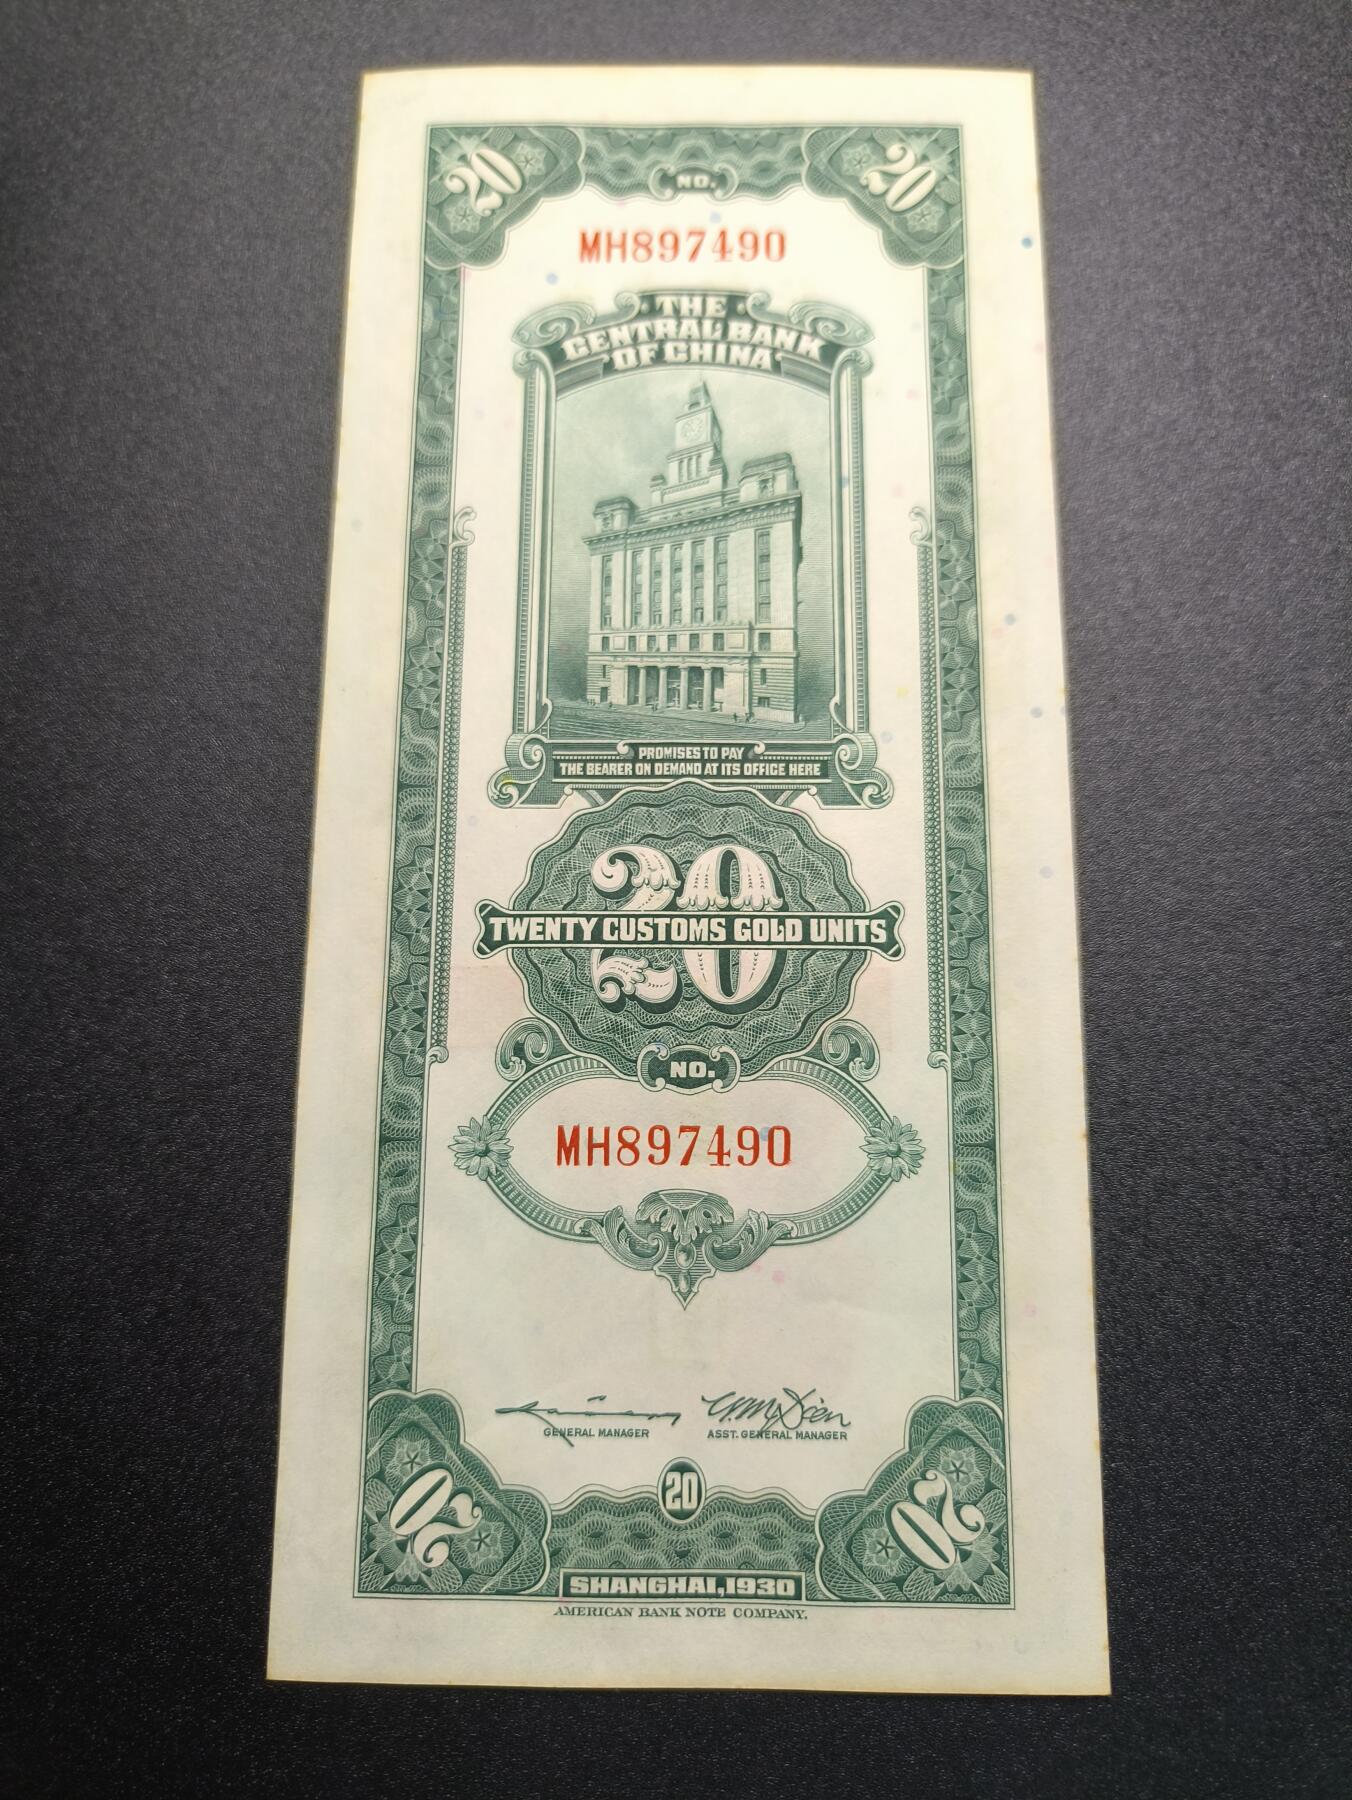 20 NO. 20
MH897490
THE
CENTRAL BANK
OF CHINA
PROMISES TO PAY
THE BEARER ON DEMAND AT ITS OFFICE HERE
20
TWENTY CUSTOMS GOLD UNITS
NO.
MH897490
GENERAL MANAGER
ASST. GENERAL MANAGER
20 20 20
SHANGHAI, 1930
AMERICAN BANK NOTE COMPANY.